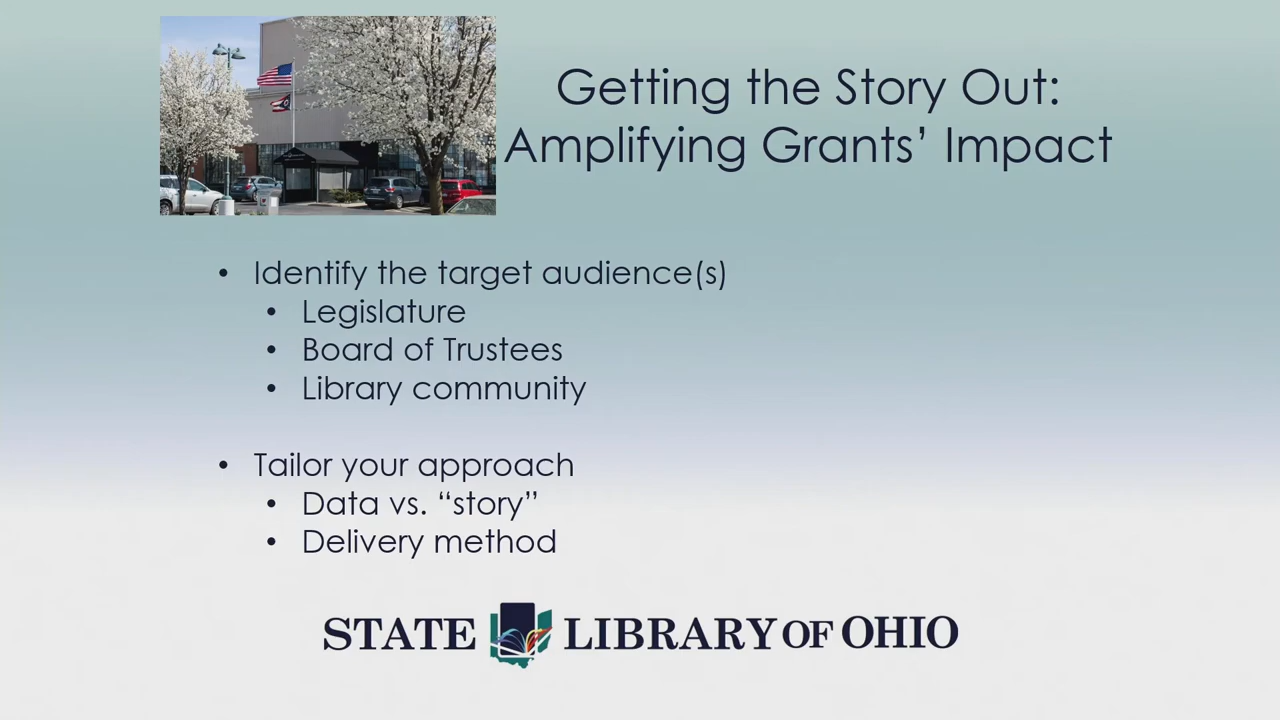 Getting the Story Out:
Amplifying Grants’ Impact
• Identify the target audience(s)
• Legislature
• Board of Trustees
• Library community
• Tailor your approach
• Data vs. “story”
• Delivery method
STATE LIBRARY OF OHIO